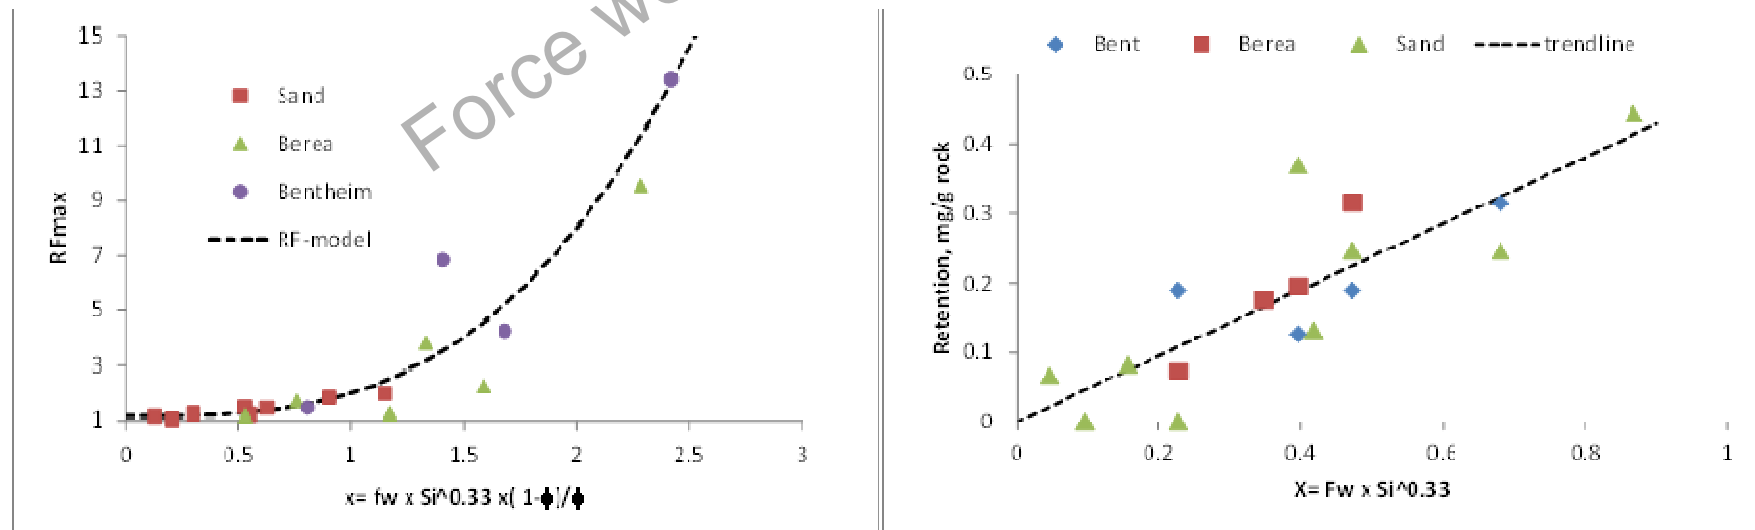 Force w
15
13
11
9
7
5
3
1
RFmax
Sand
Berea
Bentheim
RF-model
0 0.5 1 1.5 2 2.5 3
x= fw x Si^0.33 x( 1-ϕ)/ϕ
Bent Berea Sand trendline
0.5
0.4
0.3
0.2
0.1
0
Retention, mg/g rock
0 0.2 0.4 0.6 0.8 1
X= Fw x Si^0.33